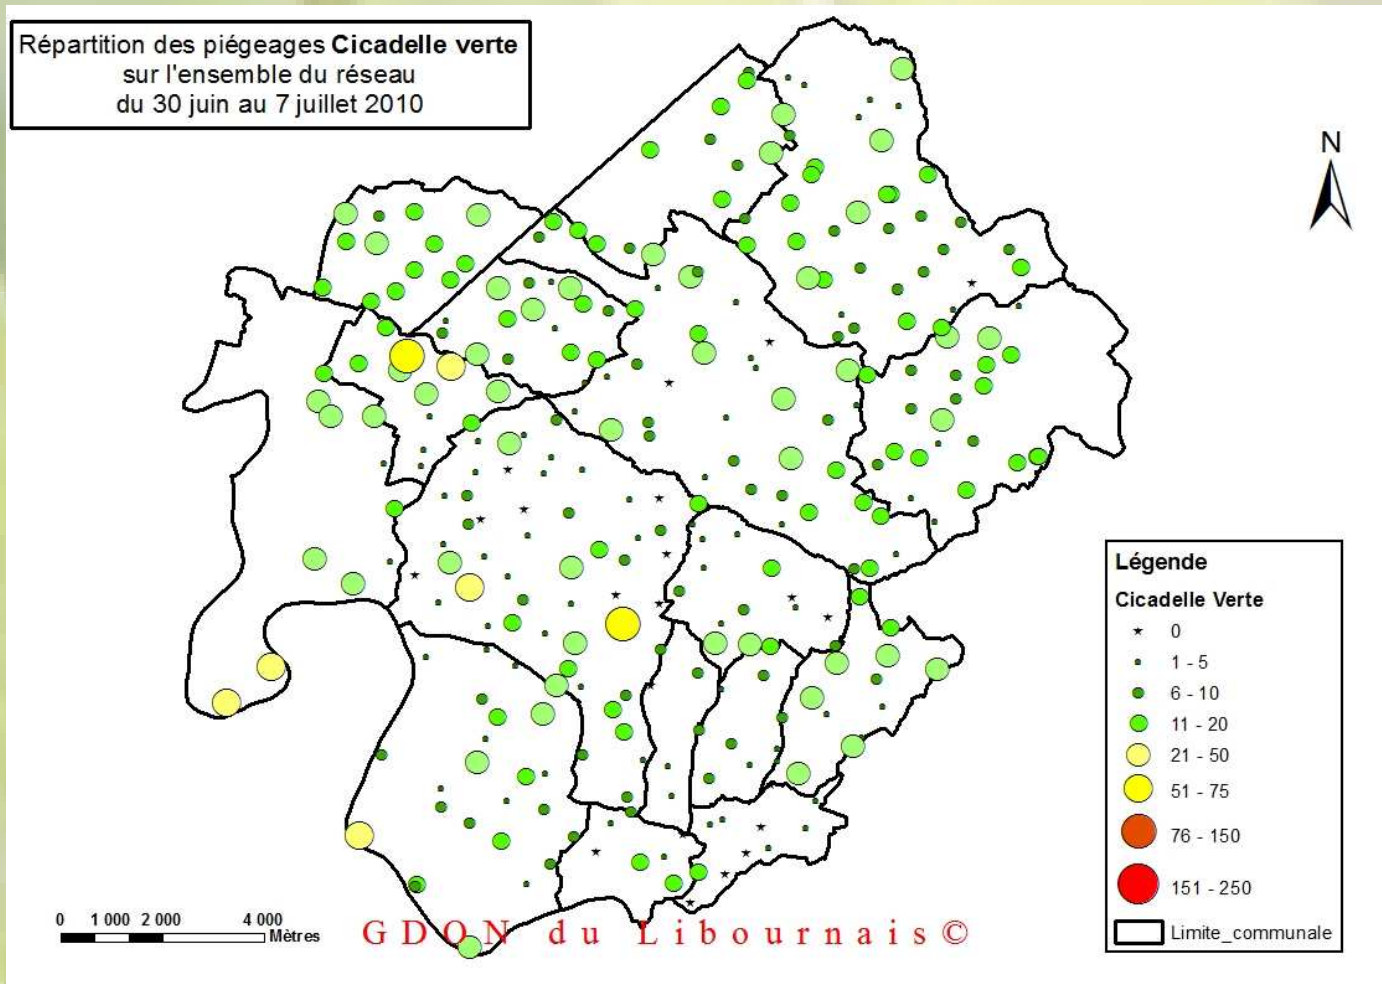 Répartition des piégeages Cicadelle verte
sur l'ensemble du réseau
du 30 juin au 7 juillet 2010
N
Légende
Cicadelle Verte
0
1 - 5
6 - 10
11 - 20
21 - 50
51 - 75
76 - 150
151 - 250
Limite_communale
0 1 000 2 000 4 000
Mètres
GDON du Libournais©